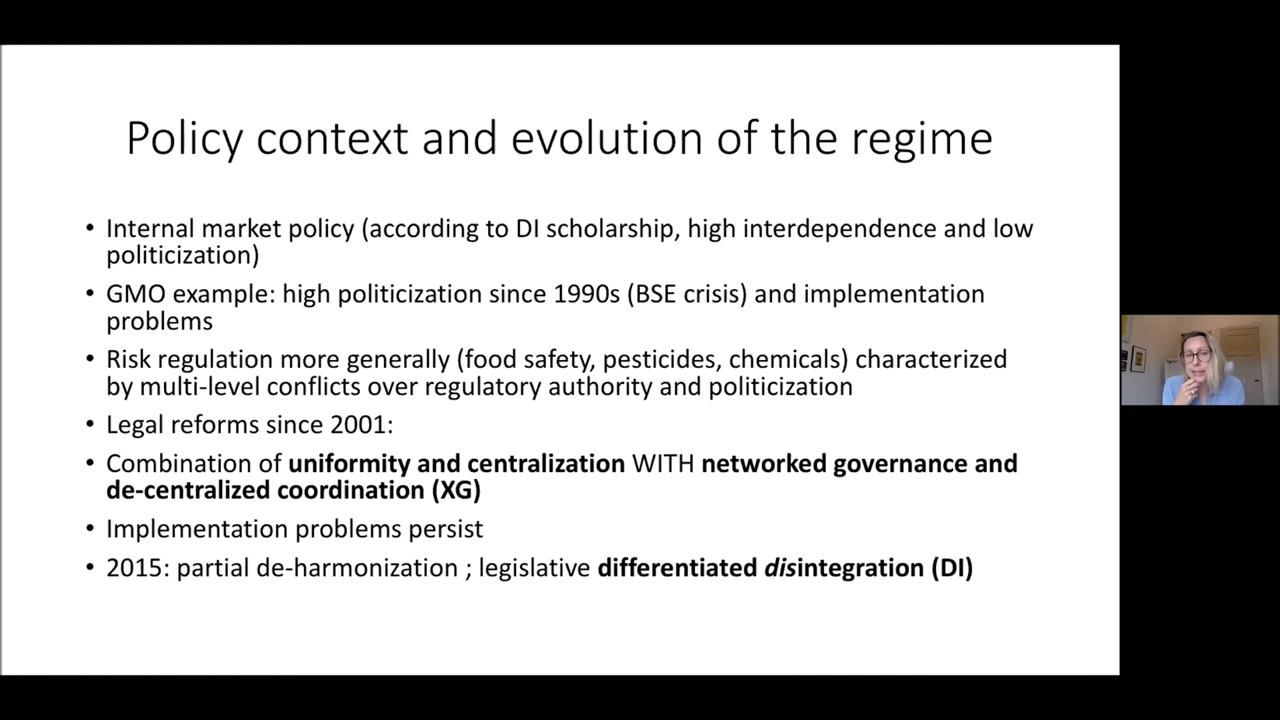 Policy context and evolution of the regime
• Internal market policy (according to DI scholarship, high interdependence and low
politicization)
• GMO example: high politicization since 1990s (BSE crisis) and implementation
problems
• Risk regulation more generally (food safety, pesticides, chemicals) characterized
by multi-level conflicts over regulatory authority and politicization
• Legal reforms since 2001:
• Combination of uniformity and centralization WITH networked governance and
de-centralized coordination (XG)
• Implementation problems persist
• 2015: partial de-harmonization ; legislative differentiated disintegration (DI)